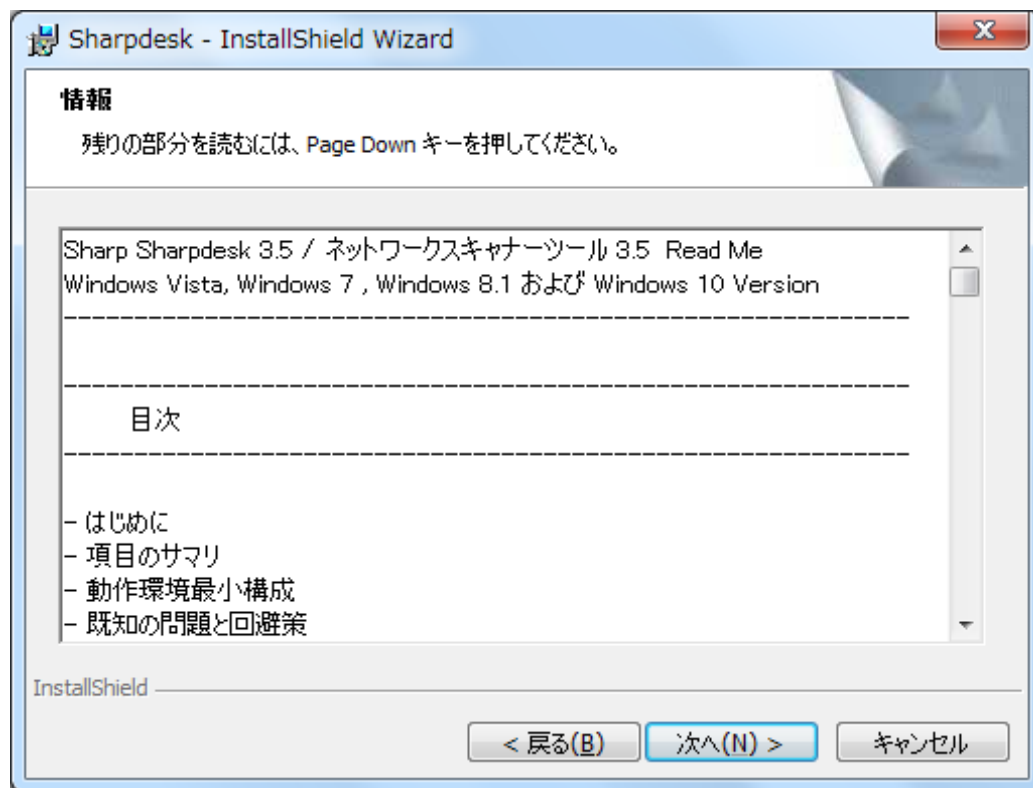 Sharpdesk - InstallShield Wizard
情報
残りの部分を読むには、Page Down キーを押してください。
Sharp Sharpdesk 3.5 / ネットワークスキャナーツール 3.5  Read Me
Windows Vista, Windows 7 , Windows 8.1 および Windows 10 Version
------------------------------------------------------------
------------------------------------------------------------
目次
------------------------------------------------------------
- はじめに
- 項目のサマリ
- 動作環境最小構成
- 既知の問題と回避策
InstallShield
< 戻る(B)
次へ(N) >
キャンセル